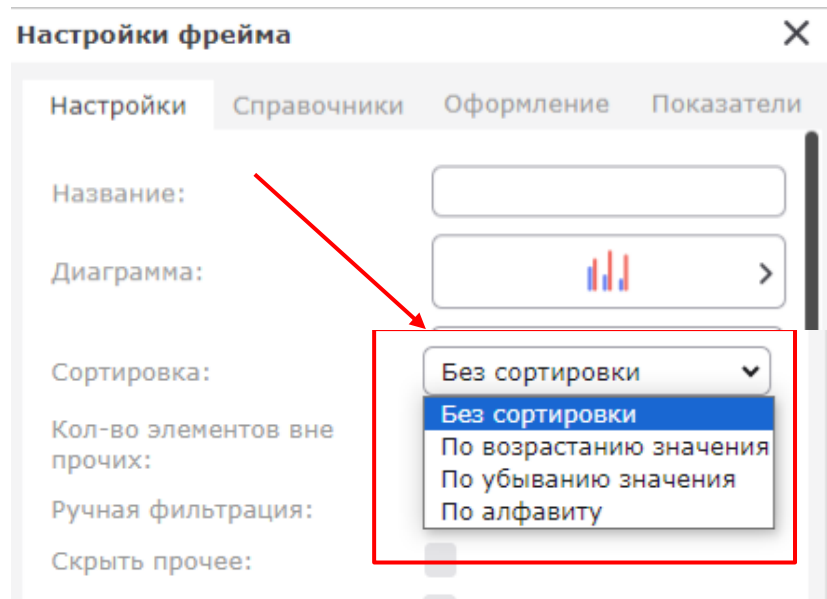 Настройки фрейма
Настройки Справочники Оформление Показатели
Название:
Диаграмма:
Сортировка: Без сортировки
Без сортировки
Кол-во элементов вне
прочих:
По возрастанию значения
По убыванию значения
Ручная фильтрация: По алфавиту
Скрыть прочее: